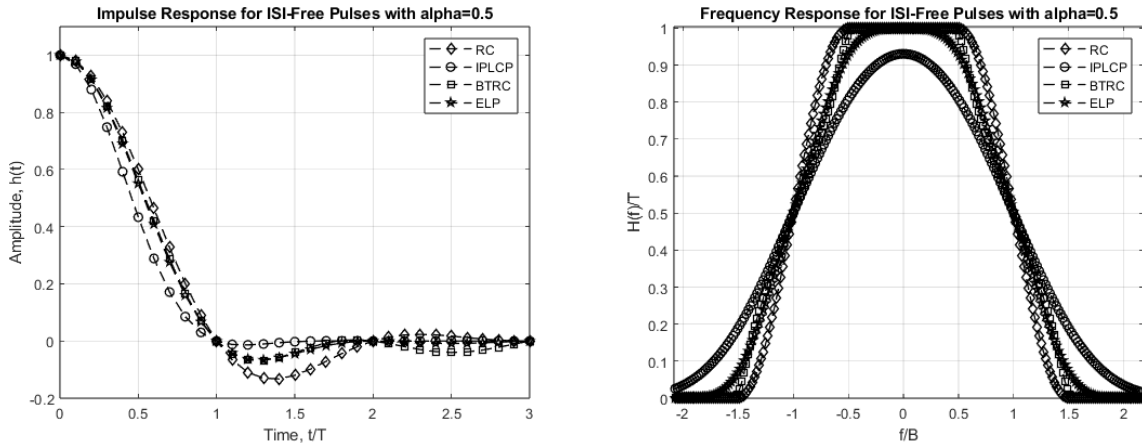 Impulse Response for ISI-Free Pulses with alpha=0.5
RC
IPLCP
BTRC
ELP
1
0.8
0.6
0.4
0.2
0
-0.2
Amplitude, h(t)
0
0.5
1
1.5
2
2.5
3
Time, t/T
Frequency Response for ISI-Free Pulses with alpha=0.5
RC
IPLCP
BTRC
ELP
1
0.9
0.8
0.7
0.6
0.5
0.4
0.3
0.2
0.1
0
H(f)/T
-2
-1.5
-1
-0.5
0
0.5
1
1.5
2
f/B